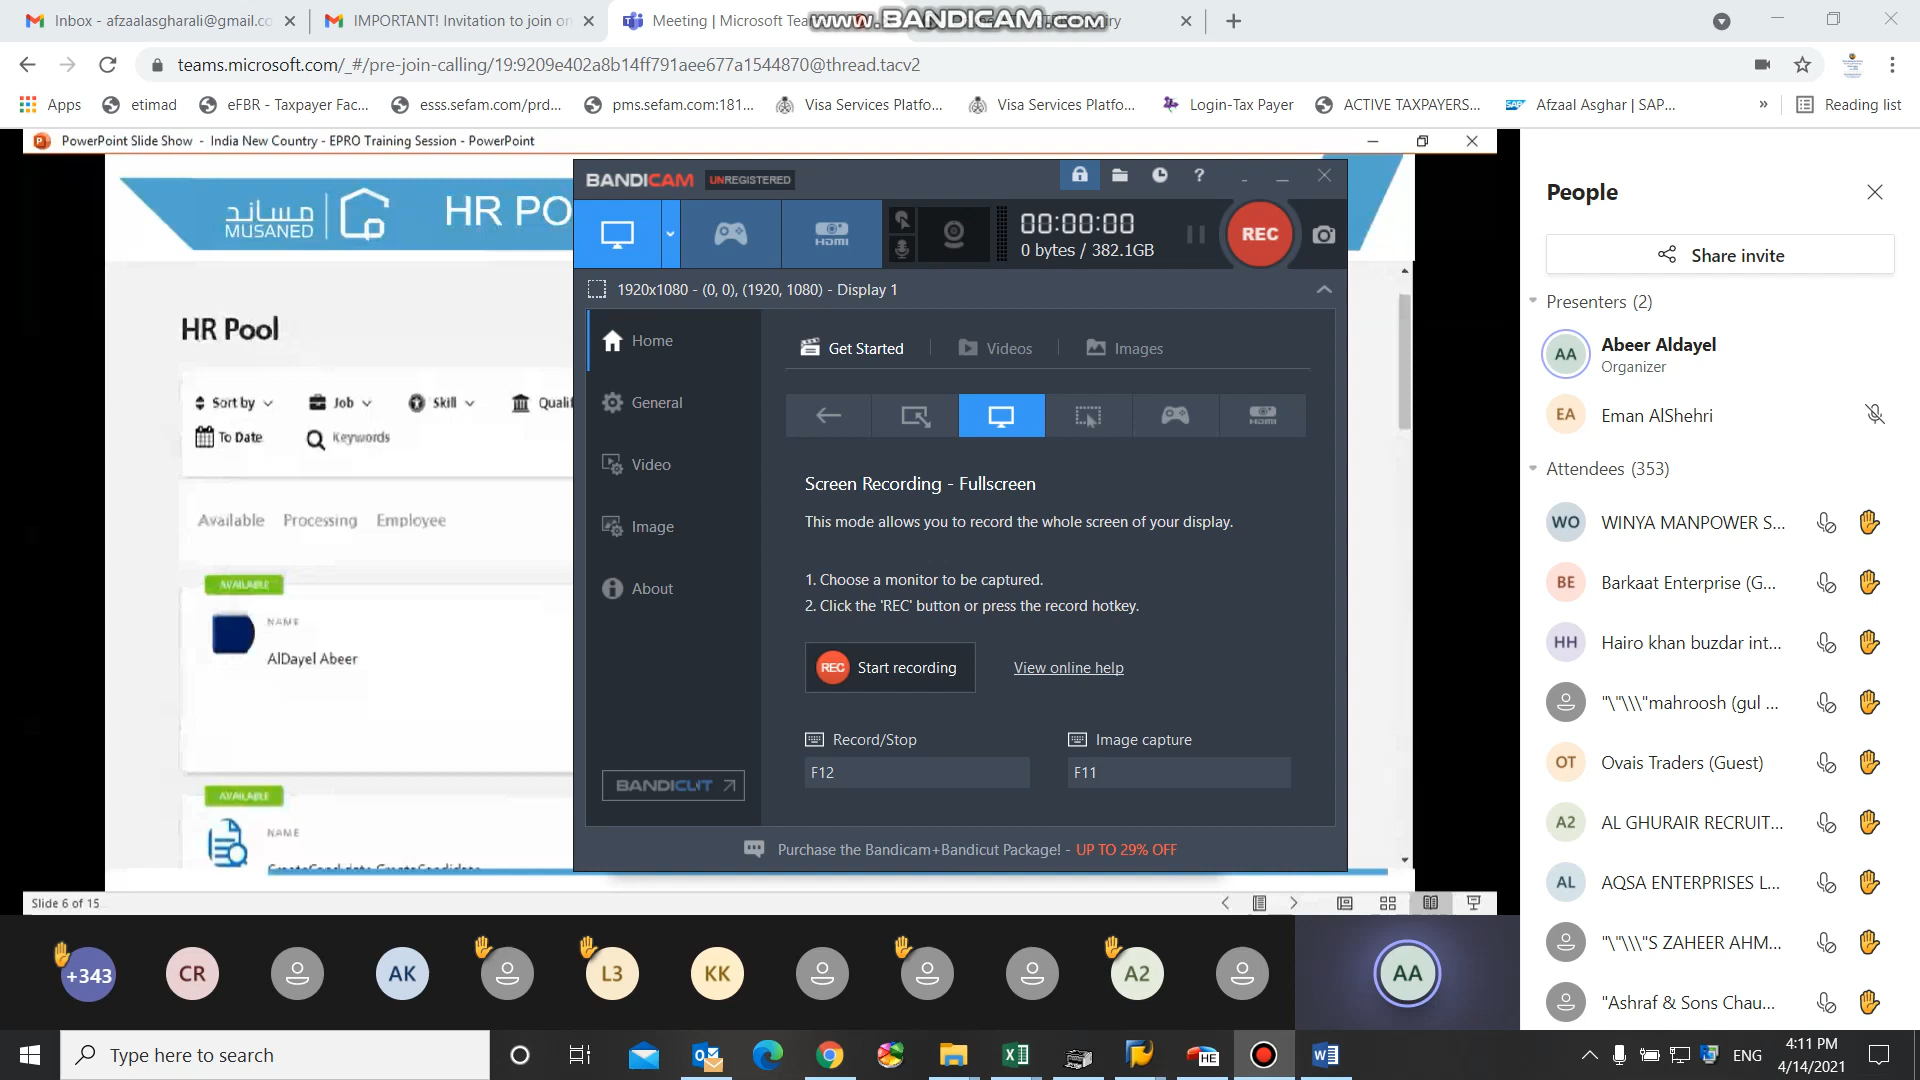 Inbox - afzaalasgharali@gmail.co
IMPORTANT! Invitation to join on
Meeting | Microsoft Tea
www.BANDICAM.com
teams.microsoft.com/_#/pre-join-calling/19:9209e402a8b14ff791aee677a1544870@thread.tacv2
Apps
etimad
eFBR - Taxpayer Fac...
esss.sefam.com/prd...
pms.sefam.com:181...
Visa Services Platfo...
Visa Services Platfo...
Login-Tax Payer
ACTIVE TAXPAYERS...
Afzaal Asghar | SAP...
»
Reading list
PowerPoint Slide Show - India New Country - EPRO Training Session - PowerPoint
مساند
MUSANED
HR PO
HR Pool
Sort by
Job
Skill
Qualif
To Date
Keywords
Available
Processing
Employee
AVAILABLE
NAME
AlDayel Abeer
AVAILABLE
NAME
Slide 6 of 15
BANDICAM
UNREGISTERED
HDMI
00:00:00
0 bytes / 382.1GB
REC
1920x1080 - (0, 0), (1920, 1080) - Display 1
Home
General
Video
Image
About
BANDICUT
Get Started
Videos
Images
HDMI
Screen Recording - Fullscreen
This mode allows you to record the whole screen of your display.
1. Choose a monitor to be captured.
2. Click the 'REC' button or press the record hotkey.
REC
Start recording
View online help
Record/Stop
Image capture
F12
F11
Purchase the Bandicam+Bandicut Package! - UP TO 29% OFF
People
Share invite
Presenters (2)
AA
Abeer Aldayel
Organizer
EA
Eman AlShehri
Attendees (353)
WO
WINYA MANPOWER S...
BE
Barkaat Enterprise (G...
HH
Hairo khan buzdar int...
"\"\\\"mahroosh (gul ...
OT
Ovais Traders (Guest)
A2
AL GHURAIR RECRUIT...
AL
AQSA ENTERPRISES L...
"\"\\\"S ZAHEER AHM...
"Ashraf & Sons Chau...
+343
CR
AK
L3
KK
A2
AA
Type here to search
HE
ENG
4:11 PM
4/14/2021